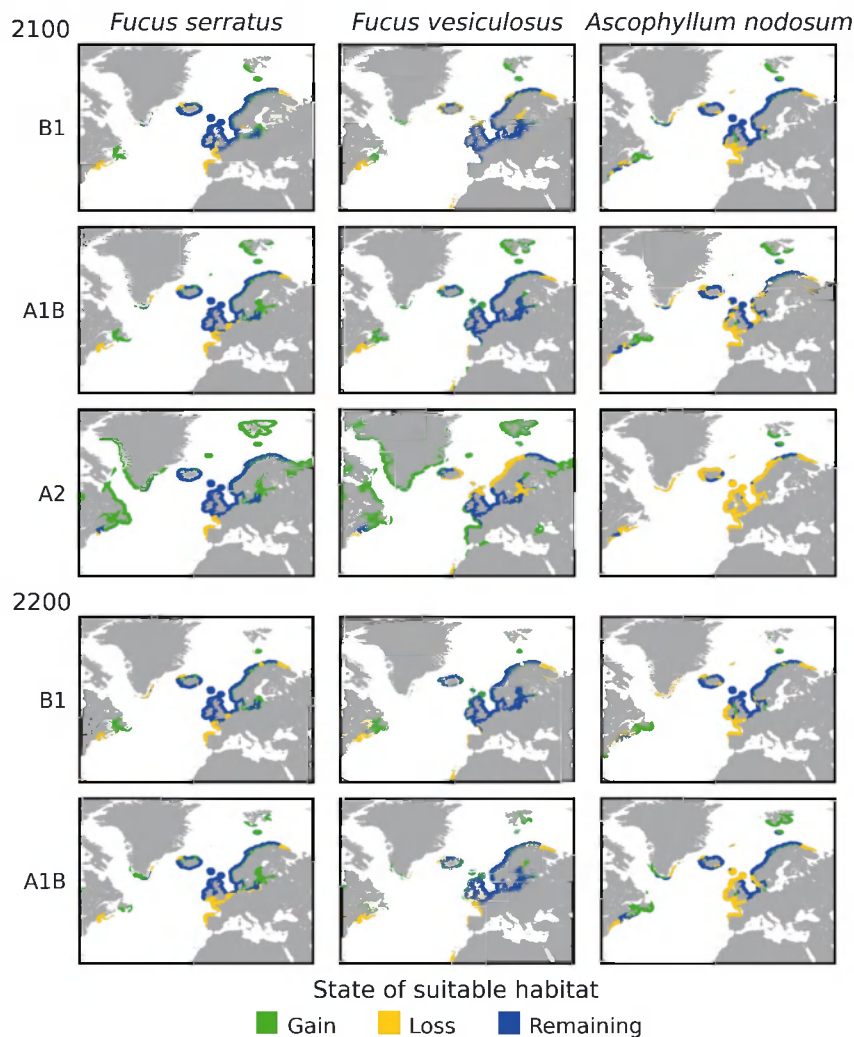 2100
Fucus serratus Fucus vesiculosus Ascophyllum nodosum
B1
A1B
A2
2200
B1
A1B
State of suitable habitat
Gain Loss Remaining